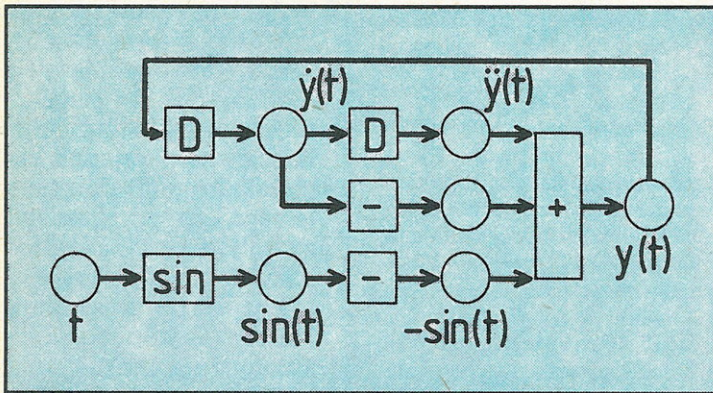 ẏ(t) ÿ(t)
D D
- + y(t)
t sin sin(t) - -sin(t)